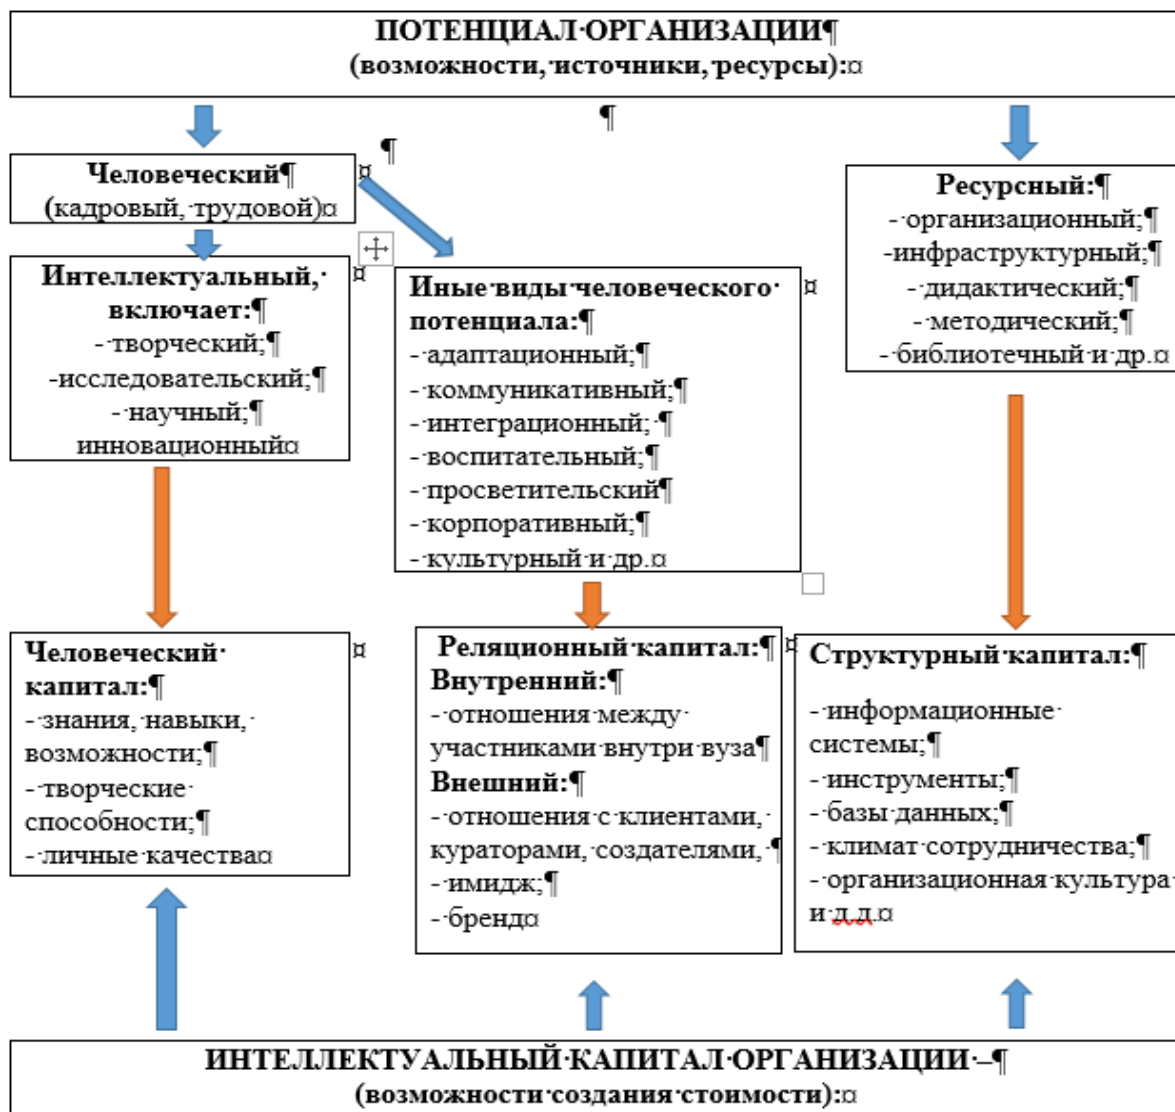 ПОТЕНЦИАЛ·ОРГАНИЗАЦИИ¶
(возможности,·источники,·ресурсы):¤
¶
¶
Человеческий¶
(кадровый,·трудовой)¤
¤
Ресурсный:¶
-·организационный;¶
-инфраструктурный;¶
-·дидактический;¶
-·методический;¶
-·библиотечный·и·др.¤
Интеллектуальный,·
включает:¶
-·творческий;¶
-исследовательский;¶
-·научный;¶
инновационный¤
¤
Иные·виды·человеческого·
потенциала:¶
-·адаптационный;¶
-·коммуникативный;¶
-·интеграционный;·¶
-·воспитательный;¶
-·просветительский¶
-·корпоративный;¶
-·культурный·и·др.¤
¤
Человеческий·
капитал:¶
-·знания,·навыки,·
возможности;¶
-·творческие·
способности;¶
-·личные·качества¤
¤
Реляционный·капитал:¶
Внутренний:¶
-·отношения·между·
участниками·внутри·вуза¶
Внешний:¶
-·отношения·с·клиентами,·
кураторами,·создателями,·¶
-·имидж;¶
-·бренд¤
¤
Структурный·капитал:¶
-·информационные·
системы;¶
-·инструменты;¶
-·базы·данных;¶
-·климат·сотрудничества;¶
-·организационная·культура·
и·д.д.¤
ИНТЕЛЛЕКТУАЛЬНЫЙ·КАПИТАЛ·ОРГАНИЗАЦИИ·–¶
(возможности·создания·стоимости):¤